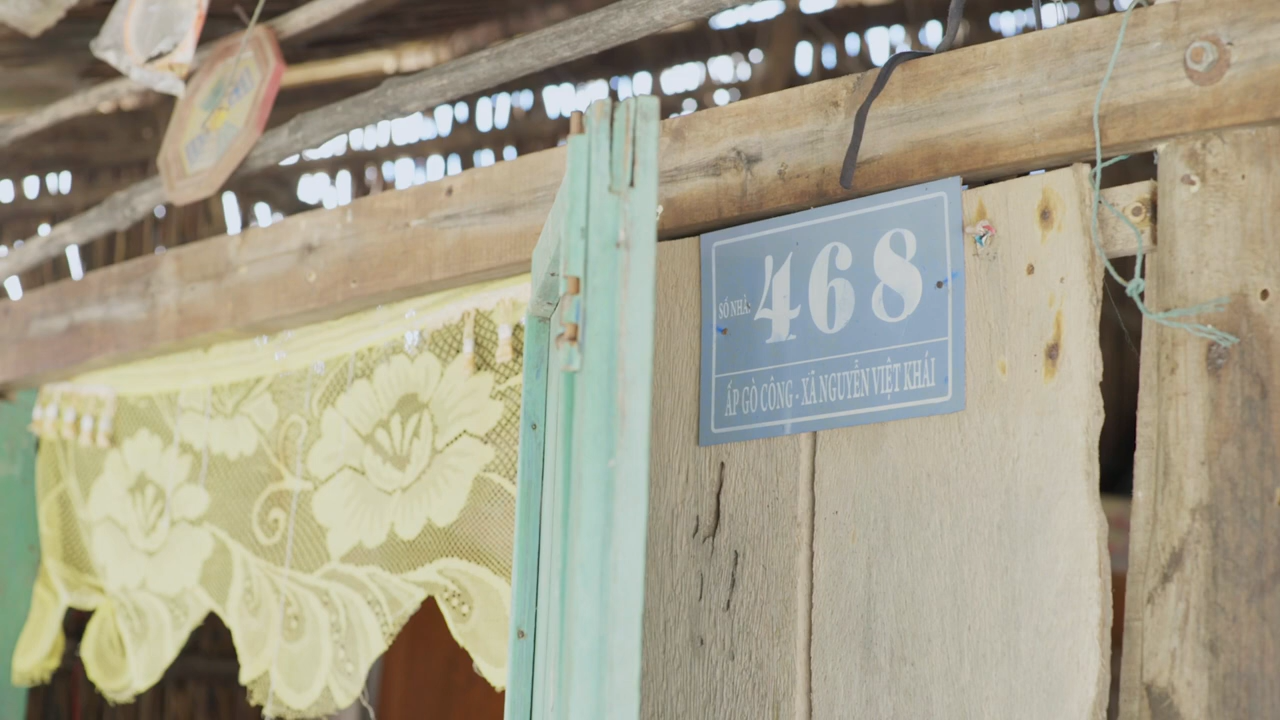 SỐ NHÀ: 468
ẤP GÒ CÔNG - XÃ NGUYỄN VIỆT KHÁI